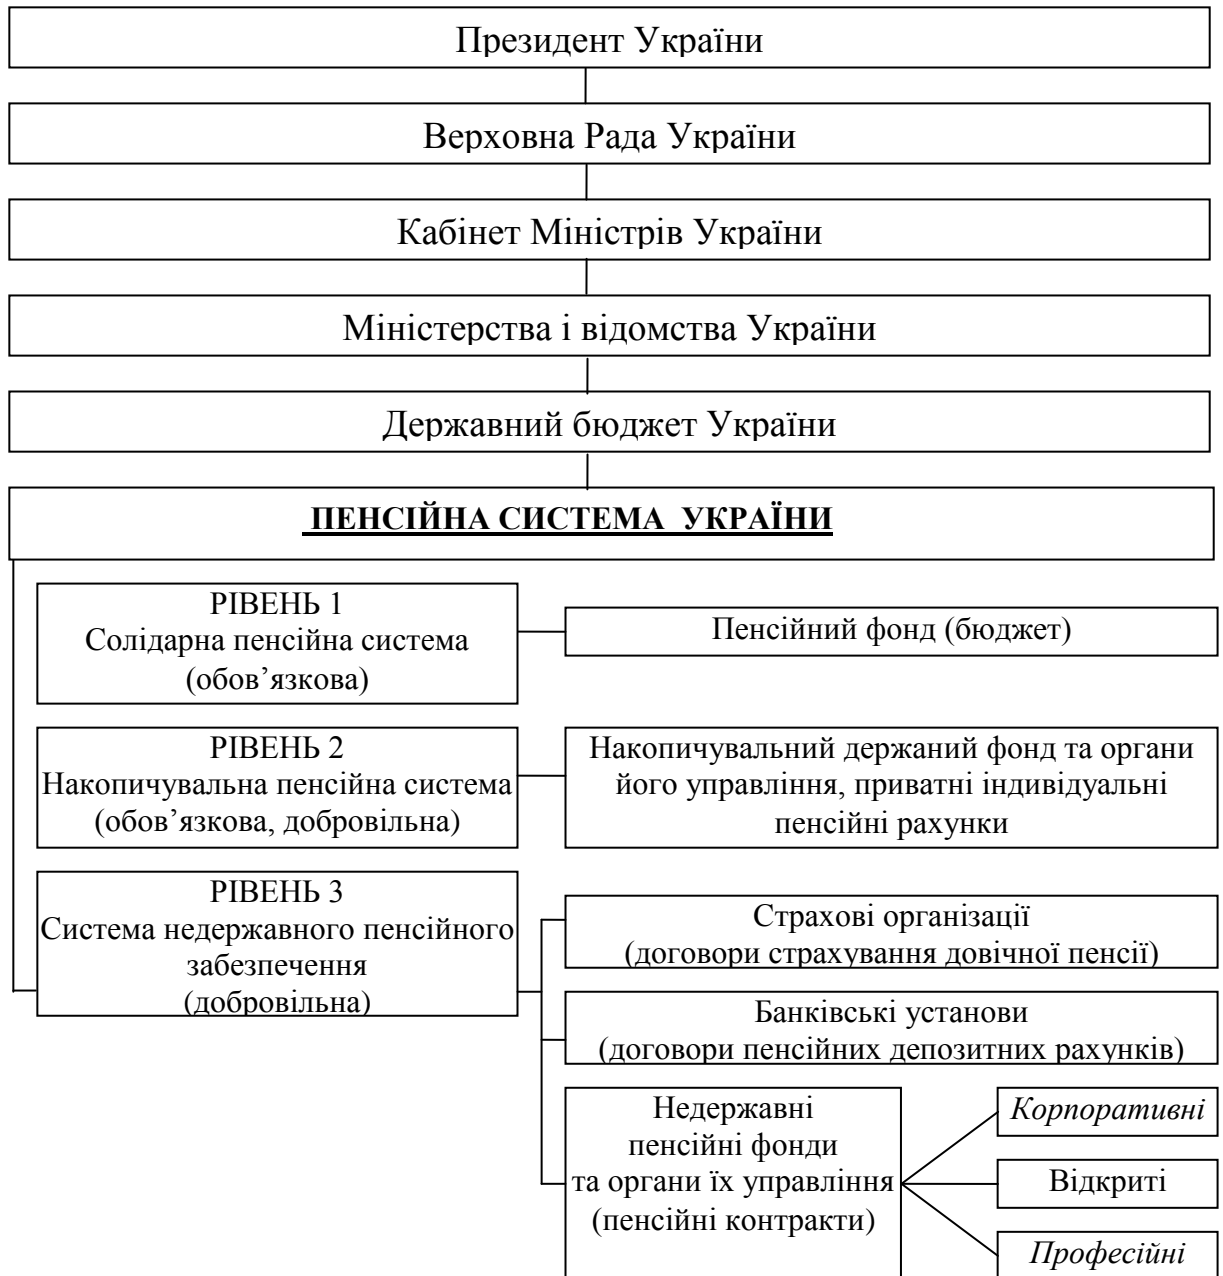 Президент України
Верховна Рада України
Кабінет Міністрів України
Міністерства і відомства України
Державний бюджет України
ПЕНСІЙНА СИСТЕМА УКРАЇНИ
РІВЕНЬ 1
Солідарна пенсійна система
(обов’язкова)
Пенсійний фонд (бюджет)
РІВЕНЬ 2
Накопичувальна пенсійна система
(обов’язкова, добровільна)
Накопичувальний держаний фонд та органи
його управління, приватні індивідуальні
пенсійні рахунки
РІВЕНЬ 3
Система недержавного пенсійного
забезпечення
(добровільна)
Страхові організації
(договори страхування довічної пенсії)
Банківські установи
(договори пенсійних депозитних рахунків)
Недержавні
пенсійні фонди
та органи їх управління
(пенсійні контракти)
Корпоративні
Відкриті
Професійні